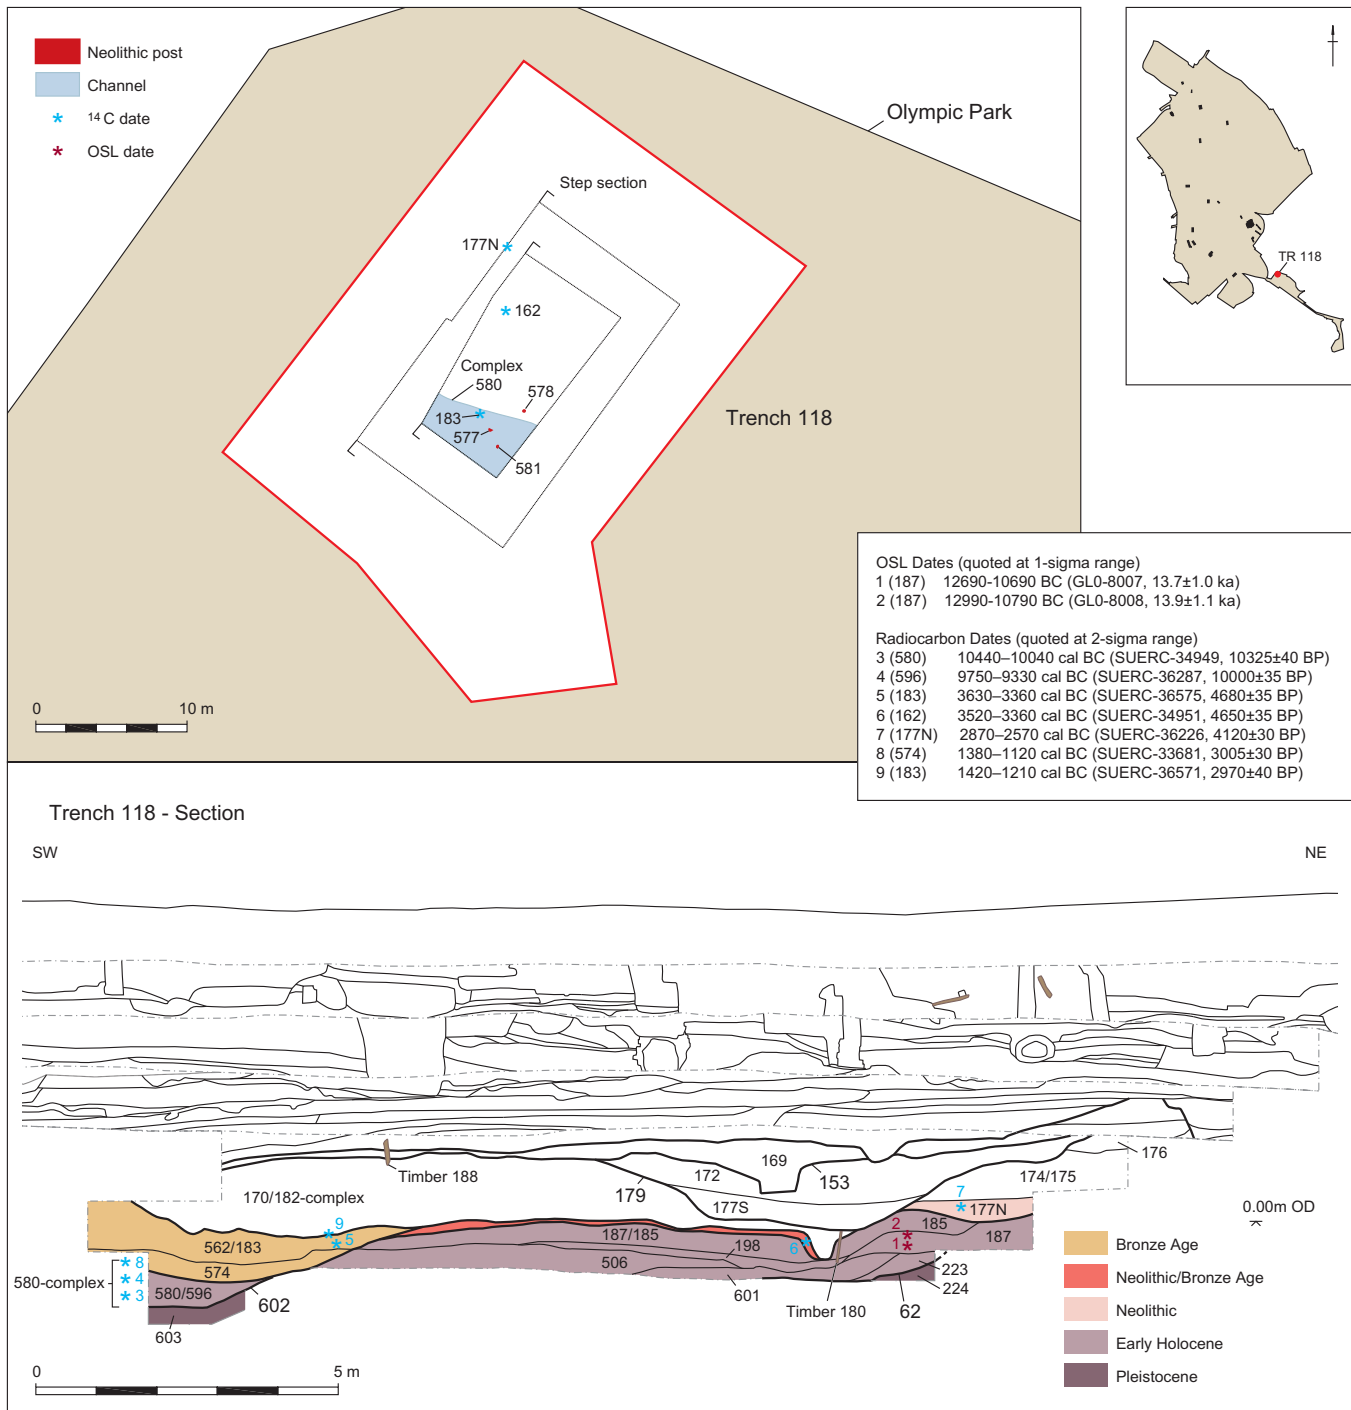 Neolithic post
Channel
14 C date
OSL date
Olympic Park
Step section
177N
162
Complex
580
578
183
577
581
Trench 118
0 10 m
TR 118
OSL Dates (quoted at 1-sigma range)
1 (187) 12690-10690 BC (GL0-8007, 13.7±1.0 ka)
2 (187) 12990-10790 BC (GL0-8008, 13.9±1.1 ka)
Radiocarbon Dates (quoted at 2-sigma range)
3 (580) 10440–10040 cal BC (SUERC-34949, 10325±40 BP)
4 (596) 9750–9330 cal BC (SUERC-36287, 10000±35 BP)
5 (183) 3630–3360 cal BC (SUERC-36575, 4680±35 BP)
6 (162) 3520–3360 cal BC (SUERC-34951, 4650±35 BP)
7 (177N) 2870–2570 cal BC (SUERC-36226, 4120±30 BP)
8 (574) 1380–1120 cal BC (SUERC-33681, 3005±30 BP)
9 (183) 1420–1210 cal BC (SUERC-36571, 2970±40 BP)
Trench 118 - Section
SW NE
169
176
Timber 188
172
153
174/175
170/182-complex
179
177S
7
177N
0.00m OD
9
5
2
185
187
562/183
187/185
198
6
1
8
574
506
223
580-complex
4
580/596
601
224
3
602
Timber 180
62
603
Bronze Age
Neolithic/Bronze Age
Neolithic
Early Holocene
Pleistocene
0 5 m